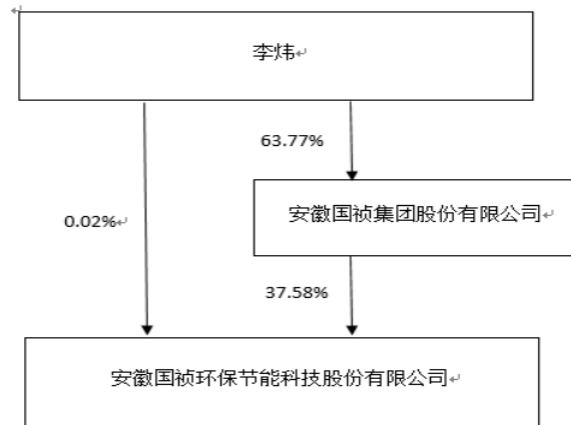 李炜
63.77%
安徽国祯集团股份有限公司
0.02%
37.58%
安徽国祯环保节能科技股份有限公司